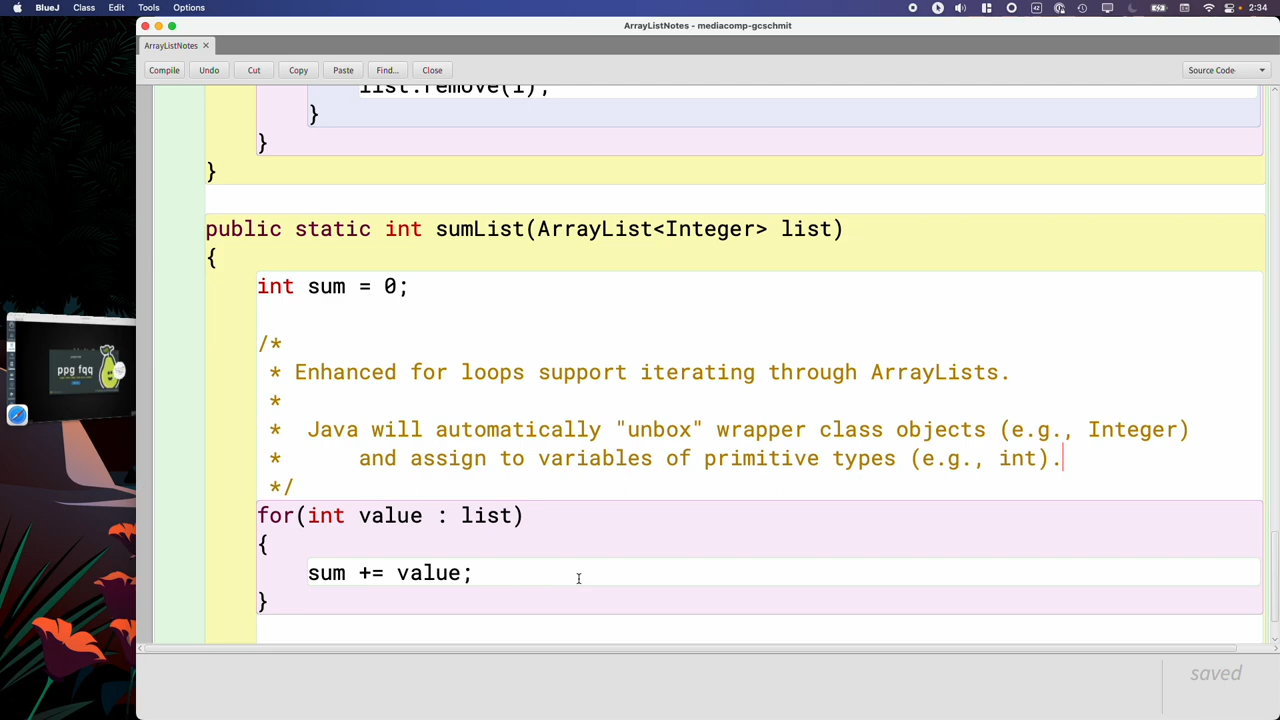 BlueJ Class Edit Tools Options 42 2:34
ArrayListNotes - mediacomp-gcschmit
ArrayListNotes ×
Compile Undo Cut Copy Paste Find... Close Source Code
list.remove(i);
}
}
}
public static int sumList(ArrayList<Integer> list)
{
int sum = 0;
/*
* Enhanced for loops support iterating through ArrayLists.
*
* Java will automatically "unbox" wrapper class objects (e.g., Integer)
* and assign to variables of primitive types (e.g., int).
*/
for(int value : list)
{
sum += value;
}
ppg fqq
saved